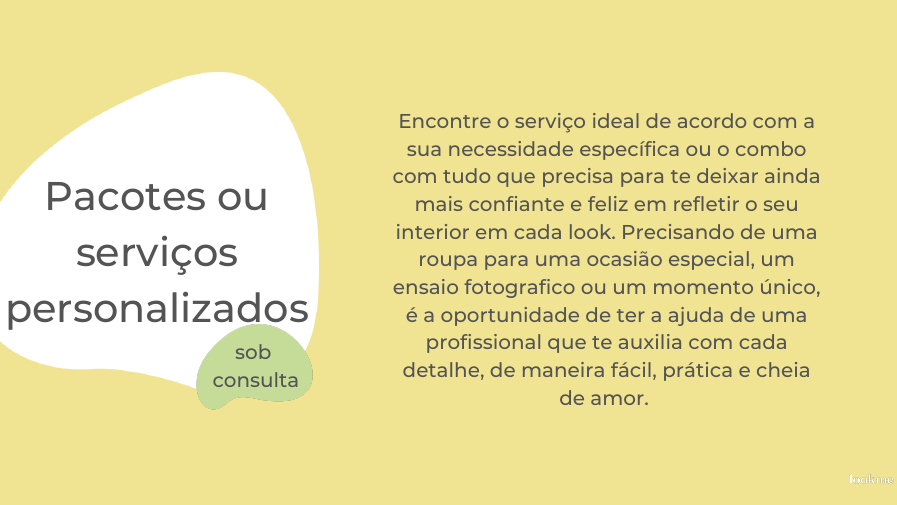 Pacotes ou
serviços
personalizados
sob
consulta
Encontre o serviço ideal de acordo com a
sua necessidade específica ou o combo
com tudo que precisa para te deixar ainda
mais confiante e feliz em refletir o seu
interior em cada look. Precisando de uma
roupa para uma ocasião especial, um
ensaio fotografico ou um momento único,
é a oportunidade de ter a ajuda de uma
profissional que te auxilia com cada
detalhe, de maneira fácil, prática e cheia
de amor.